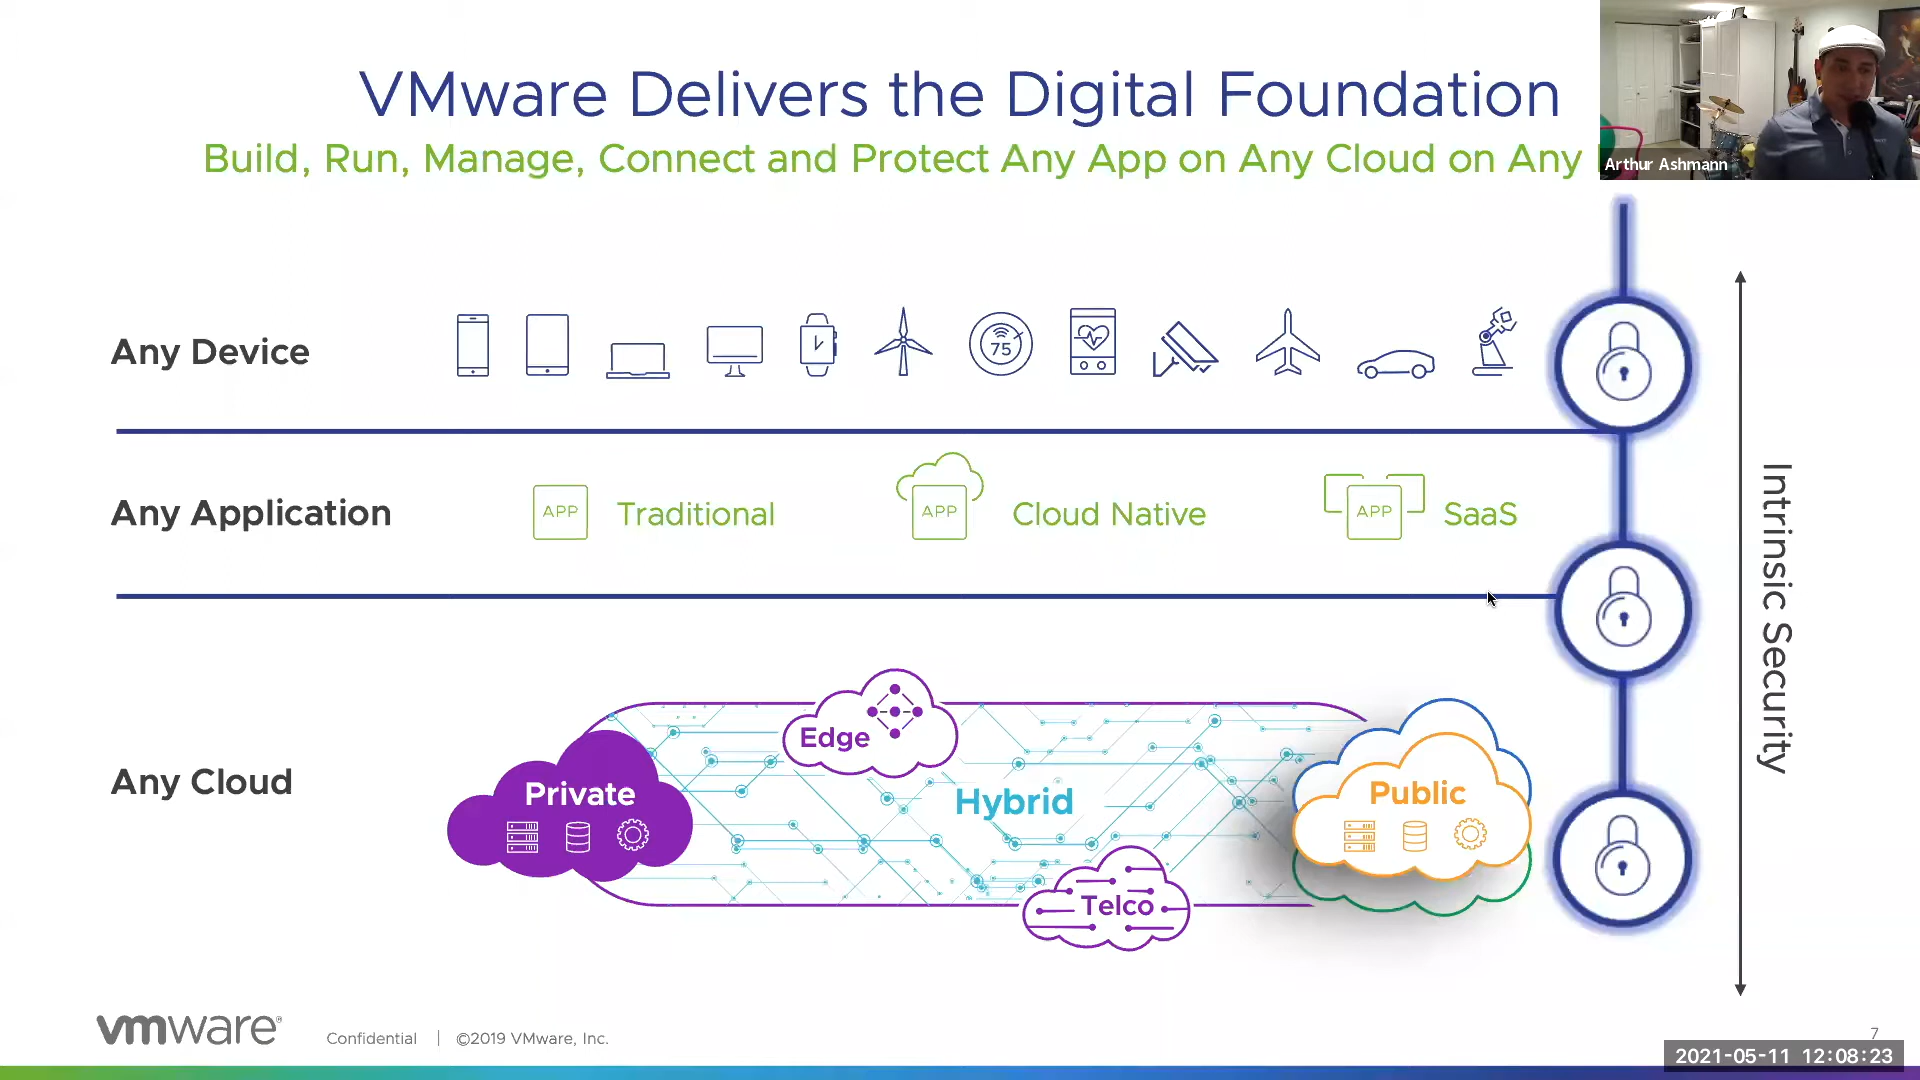 VMware Delivers the Digital Foundation
Build, Run, Manage, Connect and Protect Any App on Any Cloud on Any
Arthur Ashmann
Any Device
75
Any Application
APP Traditional
APP Cloud Native
APP SaaS
Intrinsic Security
Any Cloud
Private
Edge
Hybrid
Telco
Public
vmware®
Confidential | ©2019 VMware, Inc.
7
2021-05-11 12:08:23